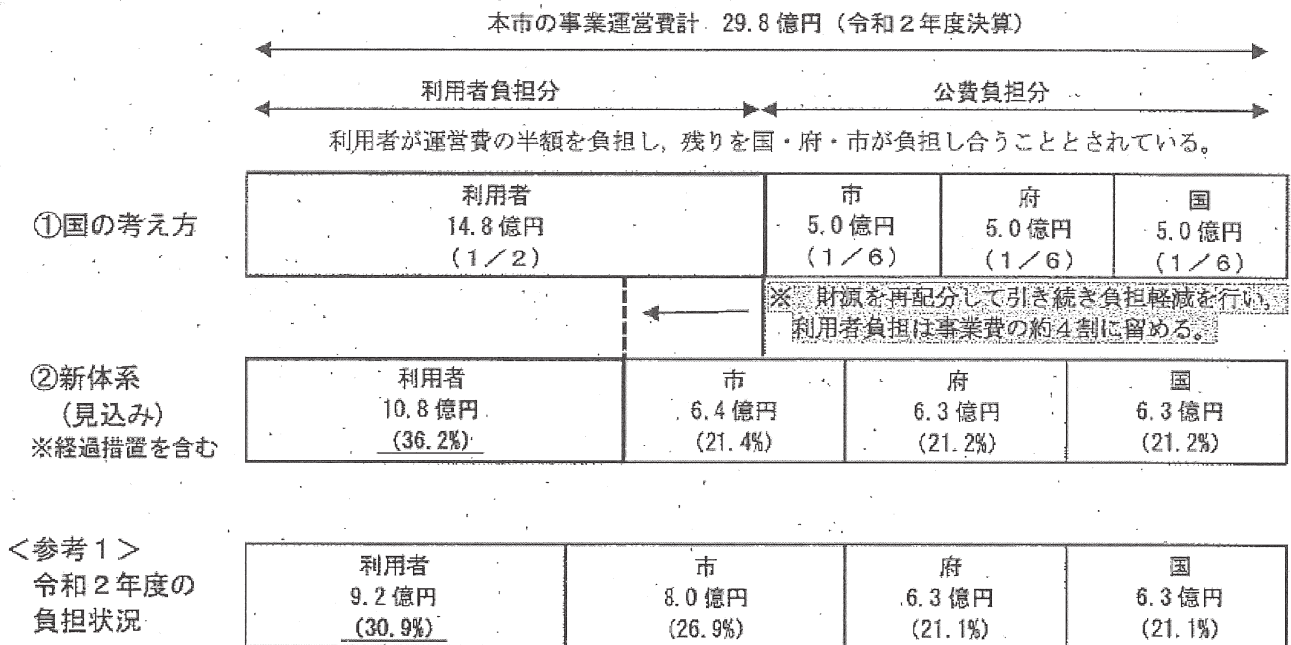 本市の事業運営費計 29.8億円（令和２年度決算）
利用者負担分
公費負担分
利用者が運営費の半額を負担し，残りを国・府・市が負担し合うこととされている。
①国の考え方
利用者
14.8億円
（１／２）
市
5.0億円
（１／６）
府
5.0億円
（１／６）
国
5.0億円
（１／６）
※ 財源を再配分して引き続き負担軽減を行い，
利用者負担は事業費の約４割に留める。
②新体系
（見込み）
※経過措置を含む
利用者
10.8億円
(36.2%)
市
6.4億円
(21.4%)
府
6.3億円
(21.2%)
国
6.3億円
(21.2%)
＜参考１＞
令和２年度の
負担状況
利用者
9.2億円
(30.9%)
市
8.0億円
(26.9%)
府
6.3億円
(21.1%)
国
6.3億円
(21.1%)